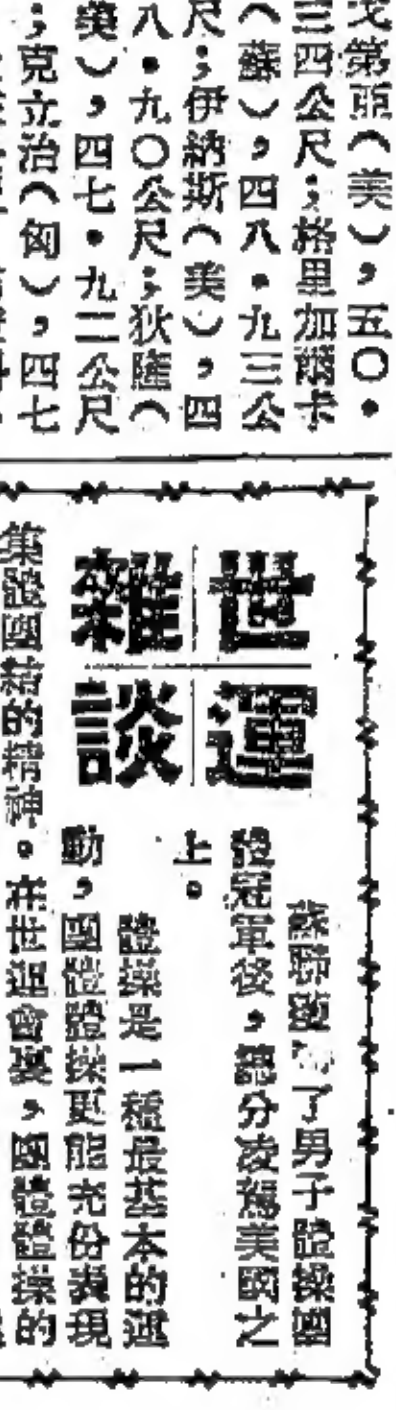 戈第亞（美），五〇・
三四公尺；格里加爾卡
（蘇），四八・九三公
尺；伊納斯（美），四
八・九〇公尺；狄隆（
美），四七・九二公尺
；克立治（匈），四七
世運
雜談
蘇聯獲了男子體操團
體冠軍後，總分凌駕美國之
上。
體操是一種最基本的運
動，團體體操更能充份表現
集體團結的精神。在世運會裏，團體體操的